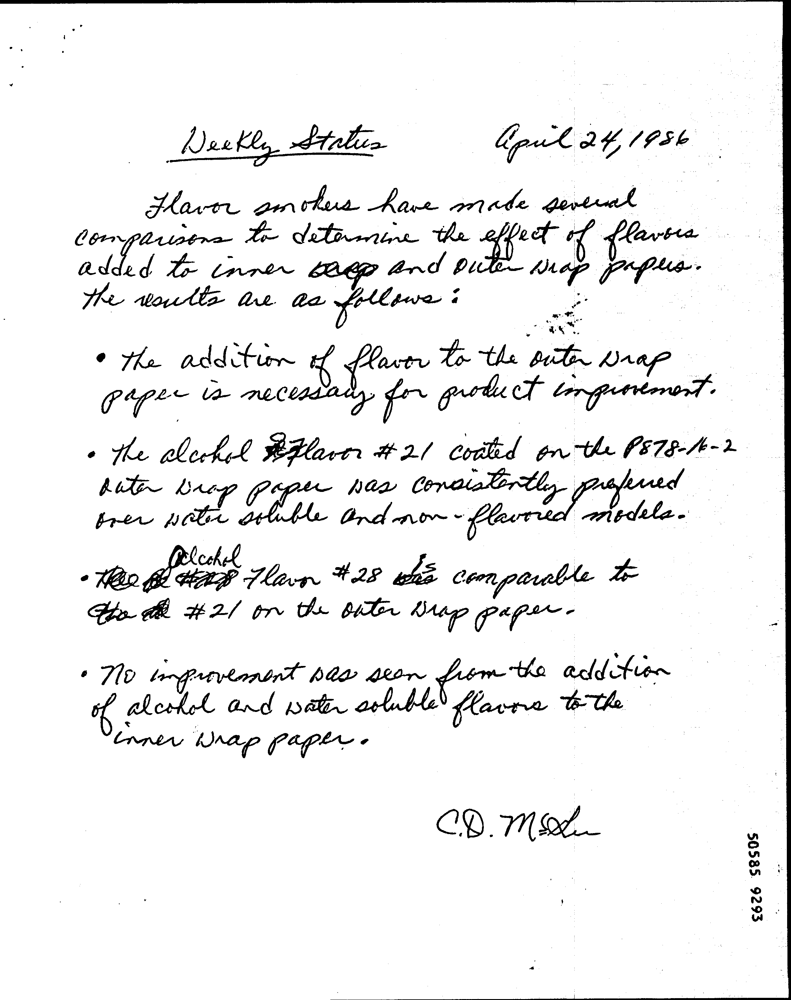 Weekly Status April 24, 1986
Flavor smokers have made several
comparisons to determine the effect of flavors
added to inner and outer wrap papers.
The results are as follows:
• The addition of flavor to the outer wrap
paper is necessary for product improvement.
• The alcohol Flavor #21 coated on the P878-16-2
outer wrap paper was consistently preferred
over water soluble and non-flavored models.
• Alcohol Flavor #28 is comparable to
#21 on the outer wrap paper.
• No improvement was seen from the addition
of alcohol and water soluble flavors to the
inner wrap paper.
C.D.
50585 9293